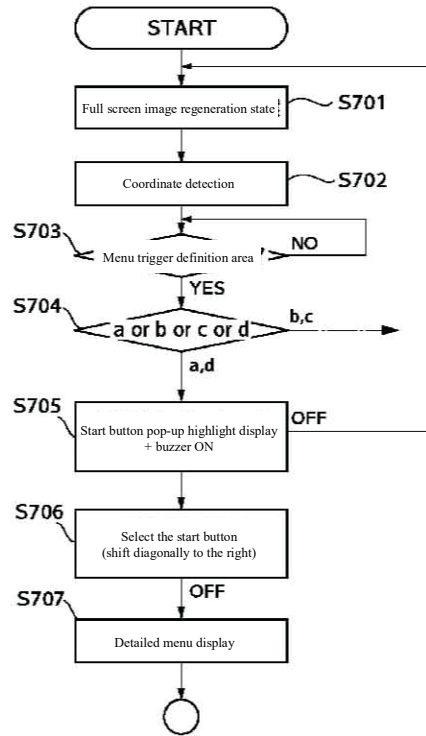 START
Full screen image regeneration state
S701
Coordinate detection
S702
S703
Menu trigger definition area
NO
YES
S704
a or b or c or d
b,c
a,d
S705
Start button pop-up highlight display
+ buzzer ON
OFF
S706
Select the start button
(shift diagonally to the right)
OFF
S707
Detailed menu display